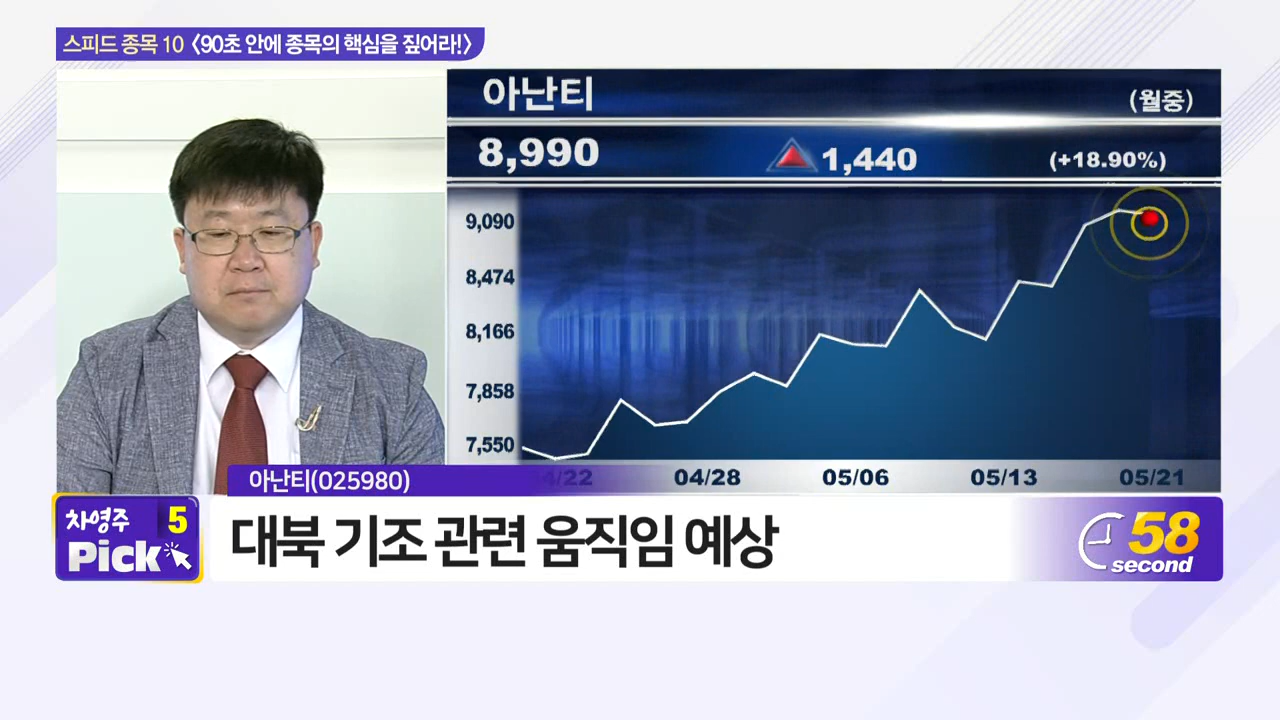 스피드 종목 10 <90초 안에 종목의 핵심을 짚어라!>
아난티
(월중)
8,990
1,440
(+18.90%)
9,090
8,474
8,166
7,858
7,550
04/28
05/06
05/13
05/21
아난티(025980)
차영주 5
Pick
대북 기조 관련 움직임 예상
58
second